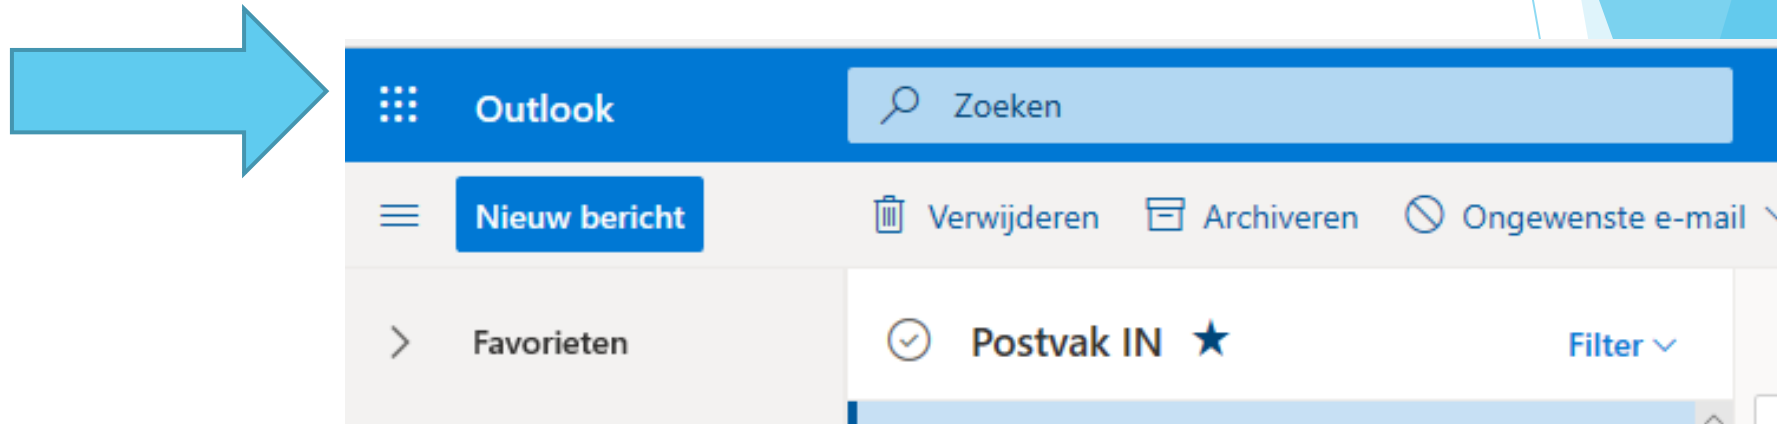 Outlook
Zoeken
Nieuw bericht
Verwijderen
Archiveren
Ongewenste e-mail
Favorieten
Postvak IN
Filter